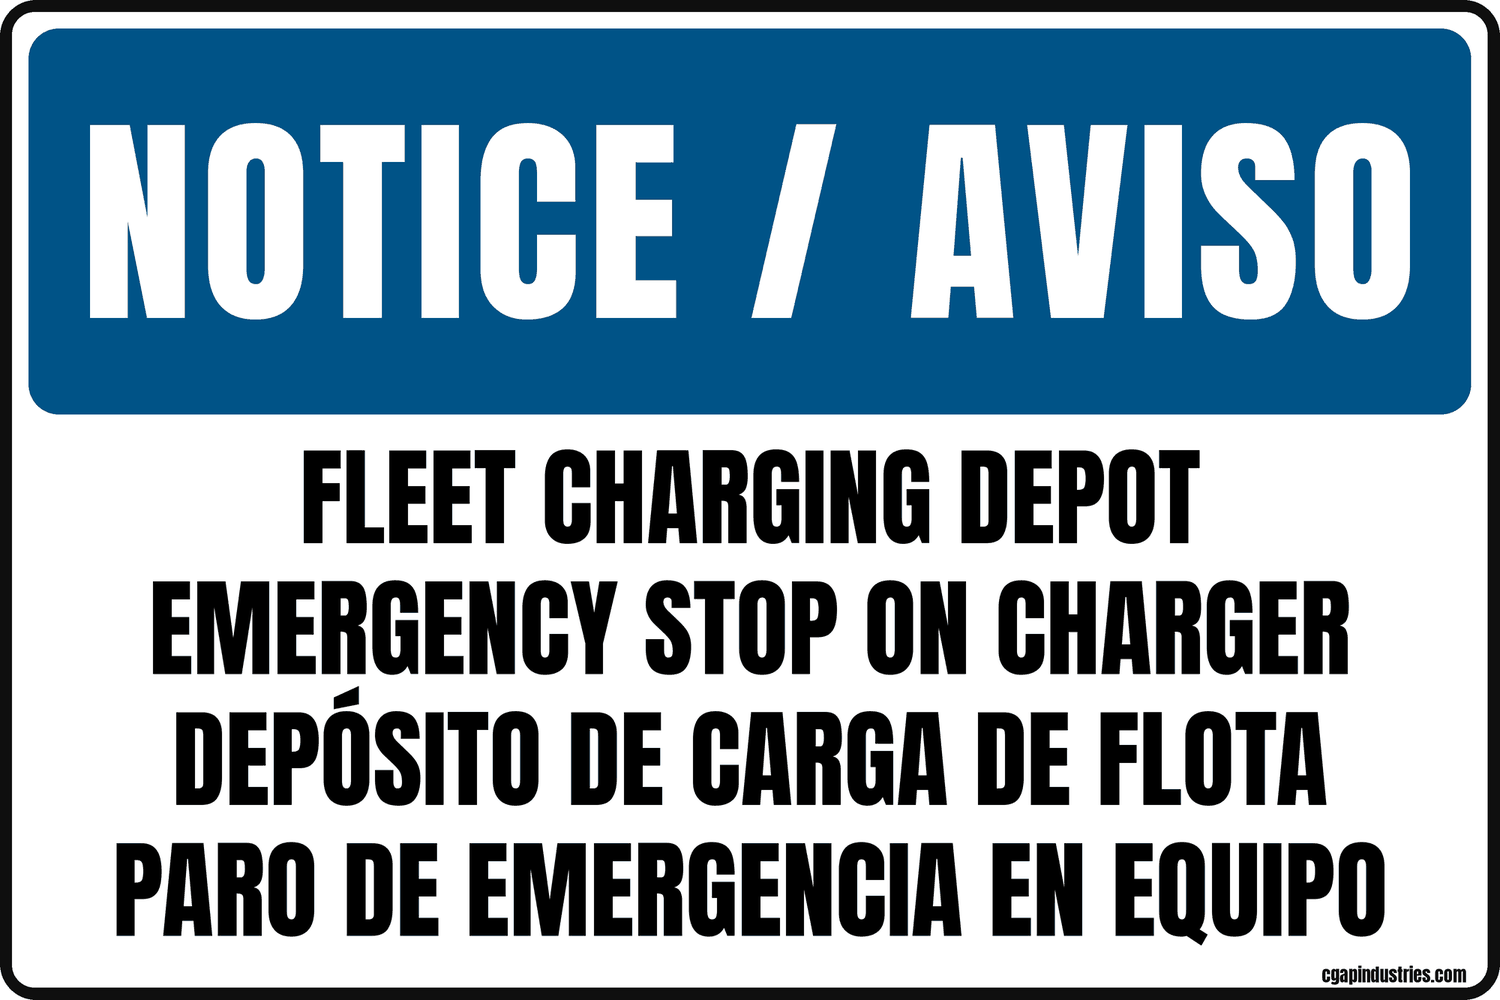 NOTICE / AVISO
FLEET CHARGING DEPOT
EMERGENCY STOP ON CHARGER
DEPÓSITO DE CARGA DE FLOTA
PARO DE EMERGENCIA EN EQUIPO
cgapindustries.com